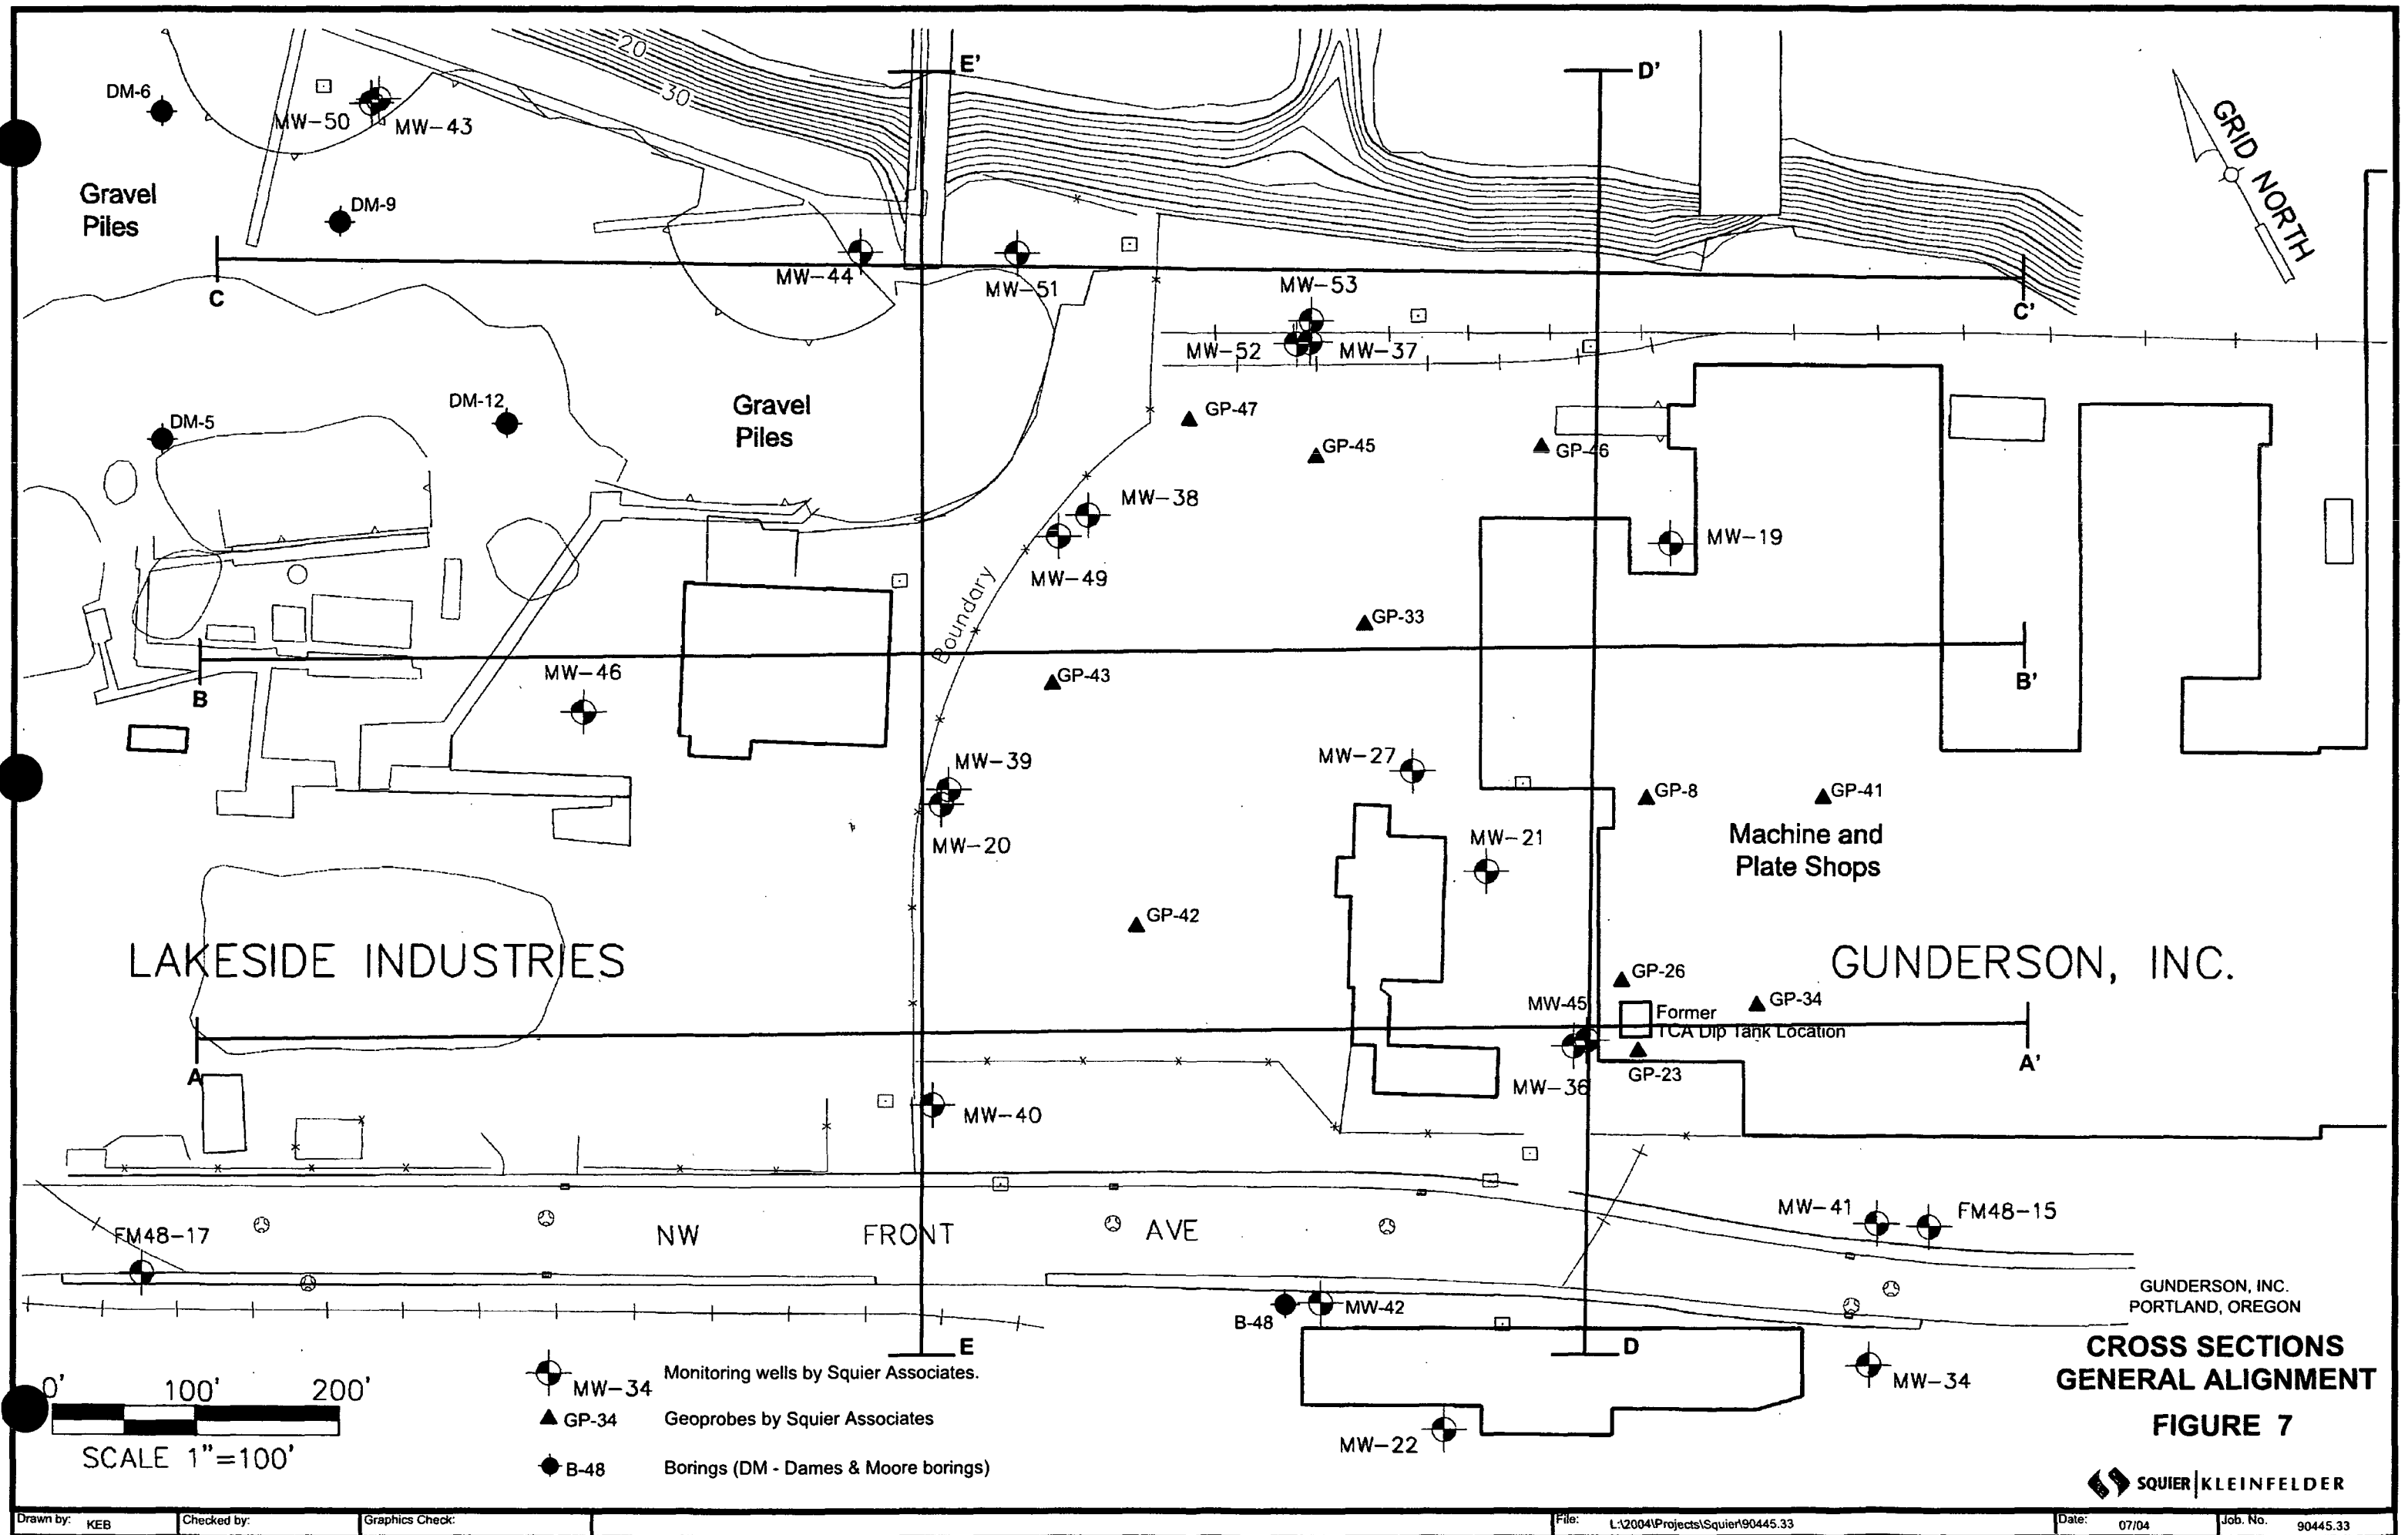 20
30
E'
D'
DM-6
MW-50
MW-43
GRID NORTH
Gravel
Piles
DM-9
MW-44
MW-51
C
C'
MW-53
MW-52
MW-37
DM-5
DM-12
Gravel
Piles
GP-47
GP-45
GP-46
MW-38
MW-49
MW-19
Boundary
GP-33
B
B'
MW-46
GP-43
MW-39
MW-20
MW-27
GP-8
GP-41
MW-21
Machine and
Plate Shops
GP-42
LAKESIDE INDUSTRIES
GUNDERSON, INC.
GP-26
MW-45
GP-34
Former
TCA Dip Tank Location
A
A'
MW-36
GP-23
MW-40
FM48-17
NW FRONT AVE
MW-41
FM48-15
B-48
MW-42
E
D
MW-34
MW-22
0' 100' 200'
SCALE 1"=100'
MW-34 Monitoring wells by Squier Associates.
GP-34 Geoprobes by Squier Associates
B-48 Borings (DM - Dames & Moore borings)
GUNDERSON, INC.
PORTLAND, OREGON
CROSS SECTIONS
GENERAL ALIGNMENT
FIGURE 7
SQUIER | KLEINFELDER
Drawn by: KEB Checked by: Graphics Check: File: L:\2004\Projects\Squier\90445.33 Date: 07/04 Job. No. 90445.33